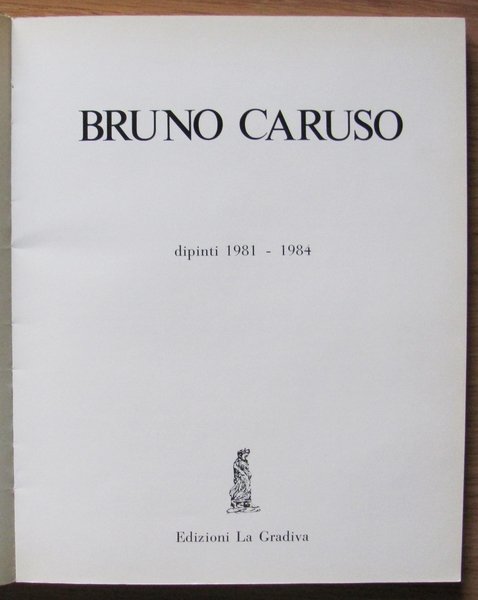 BRUNO CARUSO
dipinti 1981 - 1984
Edizioni La Gradiva